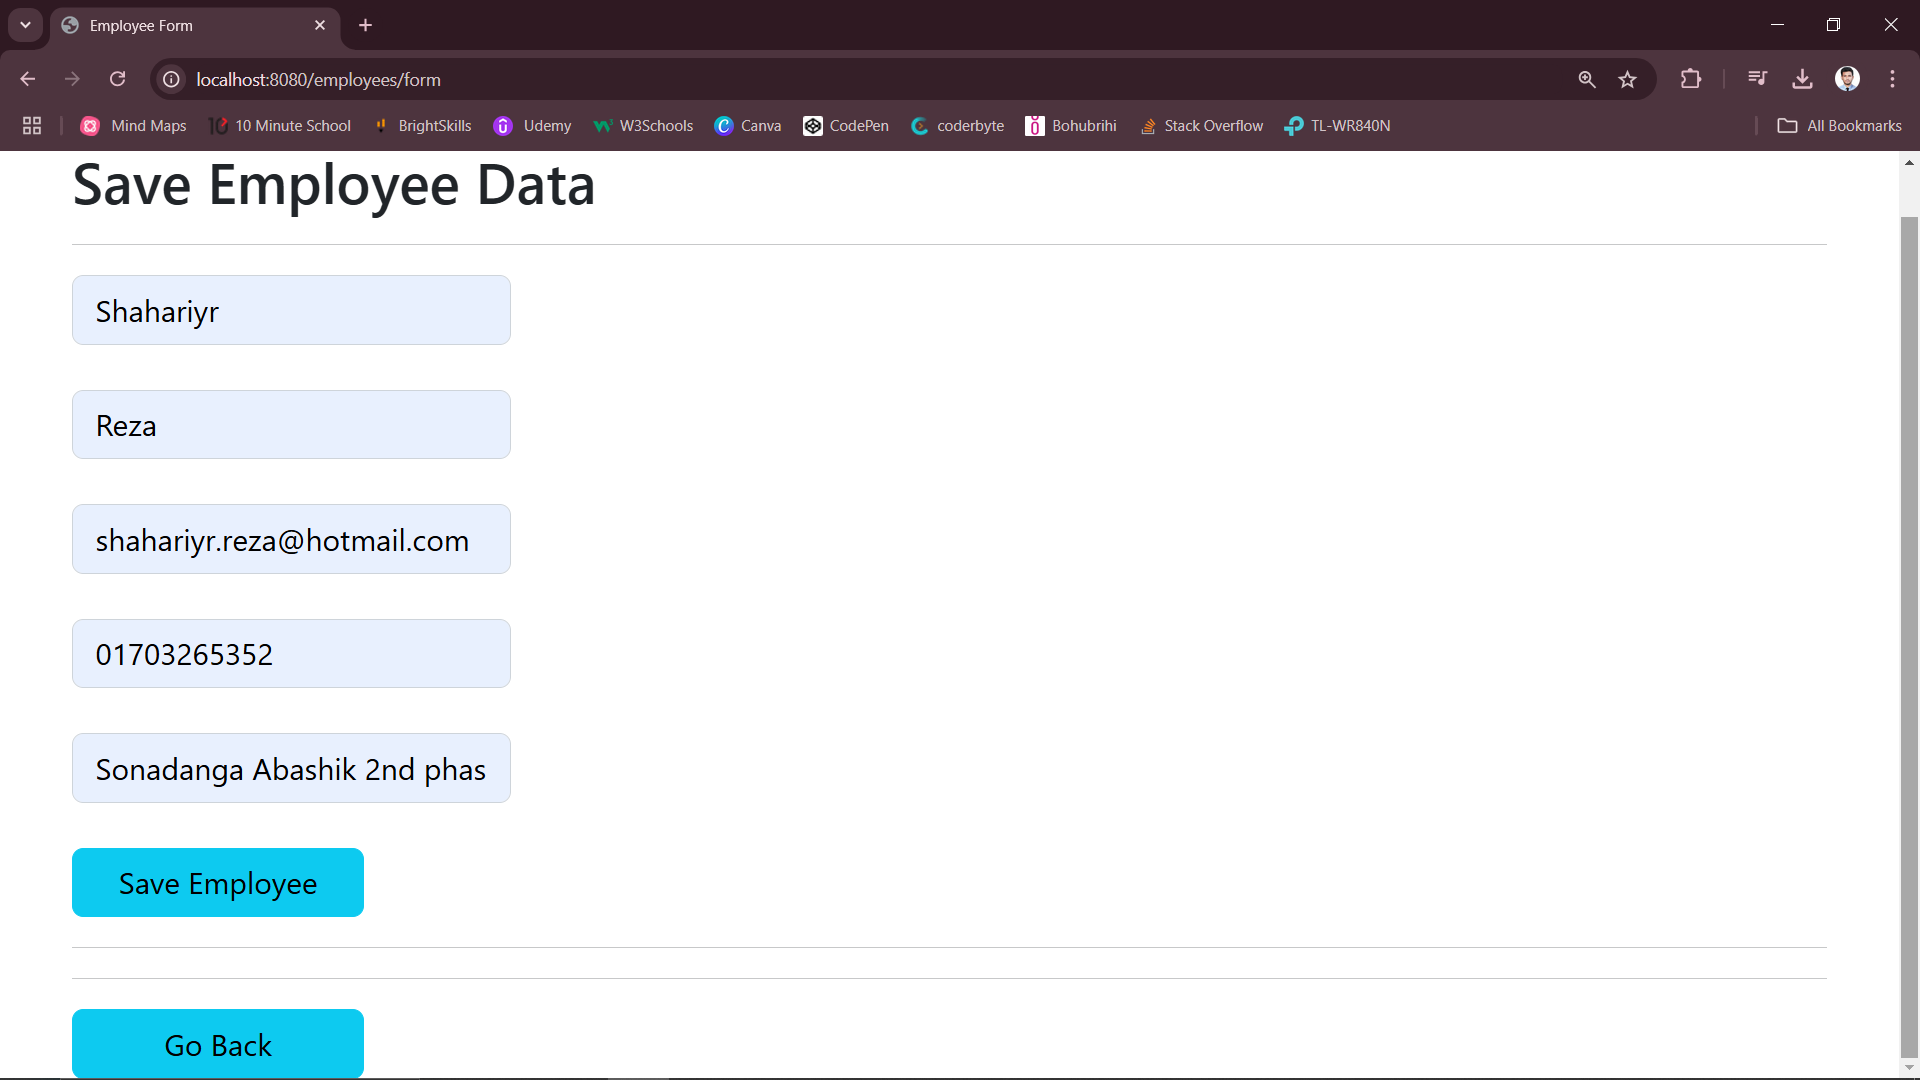 Employee Form
localhost:8080/employees/form
Mind Maps 10 Minute School BrightSkills Udemy W3Schools Canva CodePen coderbyte Bohubrihi Stack Overflow TL-WR840N All Bookmarks
Save Employee Data
Shahariyr
Reza
shahariyr.reza@hotmail.com
01703265352
Sonadanga Abashik 2nd phas
Save Employee
Go Back